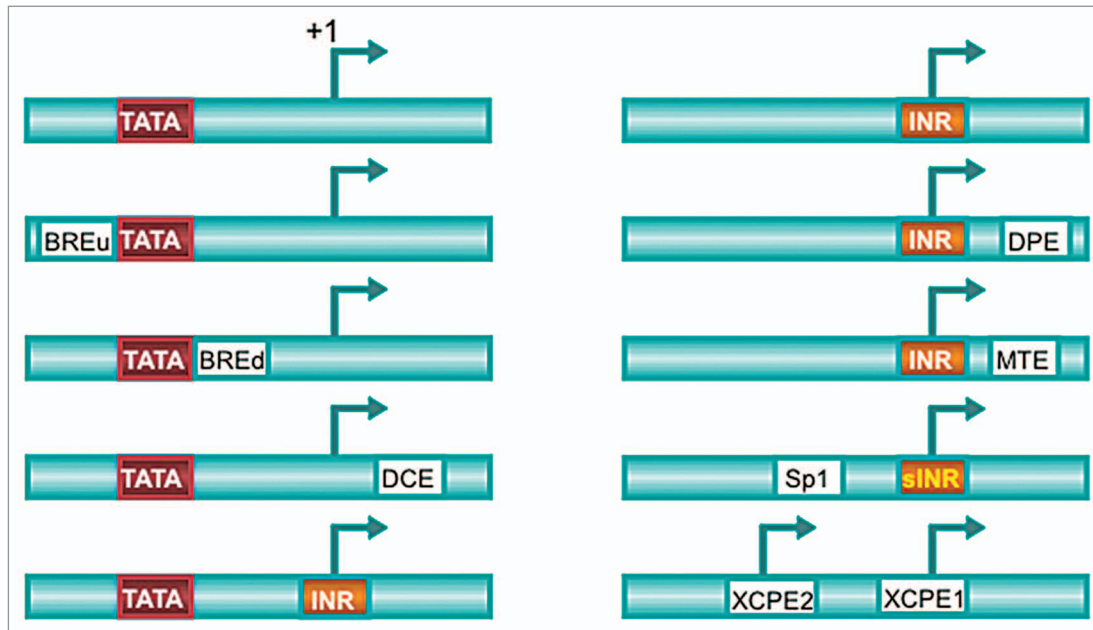 +1
TATA
INR
BREu TATA
INR DPE
TATA BREd
INR MTE
TATA DCE
Sp1 sINR
TATA INR
XCPE2 XCPE1